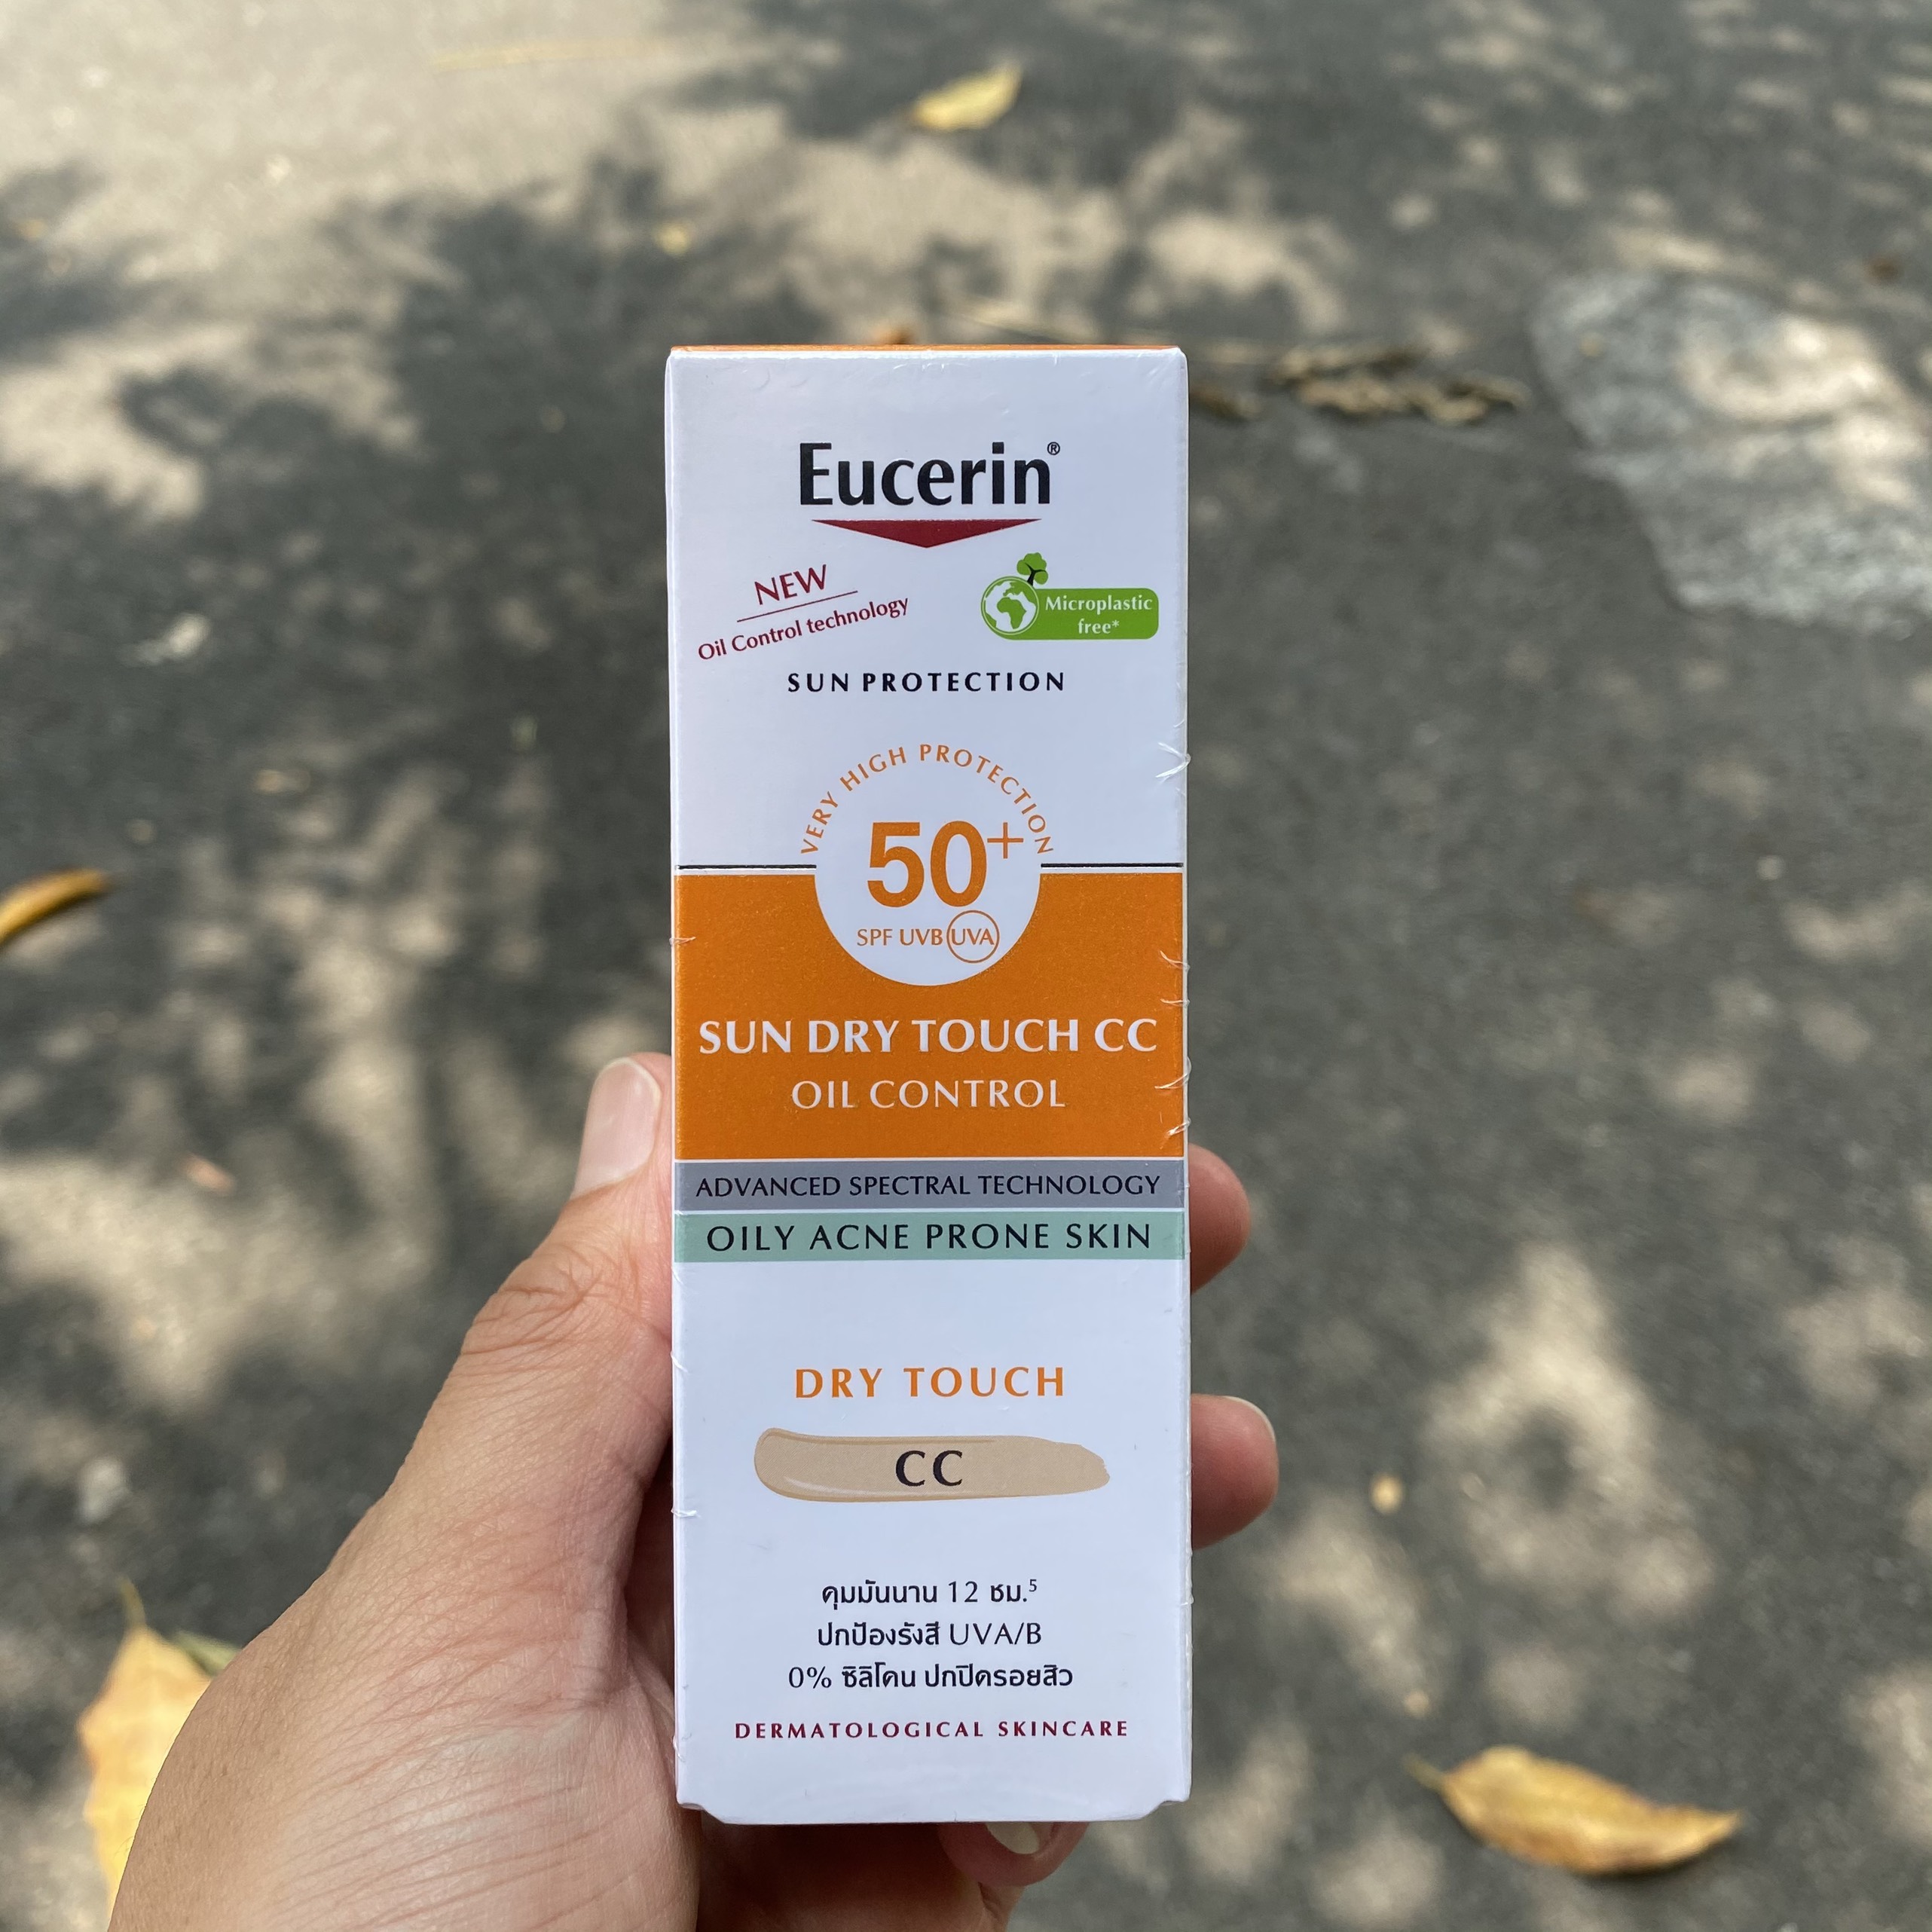 Eucerin®
NEW
Oil Control technology
Microplastic
free*
SUN PROTECTION
VERY HIGH PROTECTION
50+
SPF UVB UVA
SUN DRY TOUCH CC
OIL CONTROL
ADVANCED SPECTRAL TECHNOLOGY
OILY ACNE PRONE SKIN
DRY TOUCH
CC
คุมมันนาน 12 ชม.⁵
ปกป้องรังสี UVA/B
0% ซิลิโคน ปกปิดรอยสิว
DERMATOLOGICAL SKINCARE